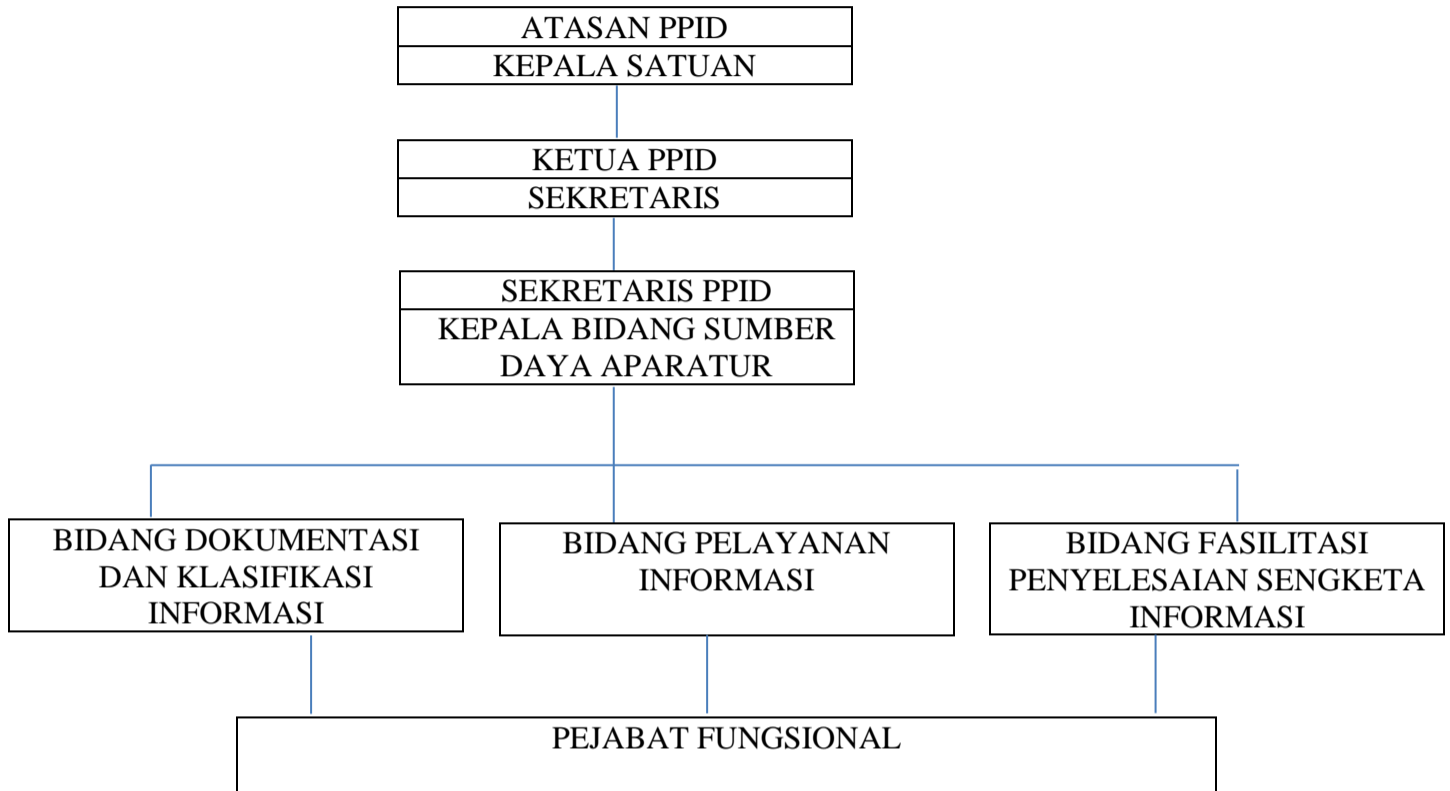 ATASAN PPID
KEPALA SATUAN
KETUA PPID
SEKRETARIS
SEKRETARIS PPID
KEPALA BIDANG SUMBER
DAYA APARATUR
BIDANG DOKUMENTASI
DAN KLASIFIKASI
INFORMASI
BIDANG PELAYANAN
INFORMASI
BIDANG FASILITASI
PENYELESAIAN SENGKETA
INFORMASI
PEJABAT FUNGSIONAL